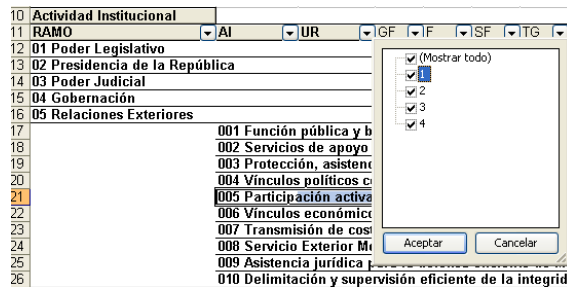 10 Actividad Institucional
11 RAMO AI UR GF F SF TG
12 01 Poder Legislativo
13 02 Presidencia de la República
14 03 Poder Judicial
15 04 Gobernación
16 05 Relaciones Exteriores
17 001 Función pública y b
18 002 Servicios de apoyo
19 003 Protección, asistenc
20 004 Vínculos políticos c
21 005 Participación activa
22 006 Vínculos económico
23 007 Transmisión de cos
24 008 Servicio Exterior M
25 009 Asistencia jurídica
26 010 Delimitación y supervisión eficiente de la integrid
(Mostrar todo)
1
2
3
4
Aceptar Cancelar